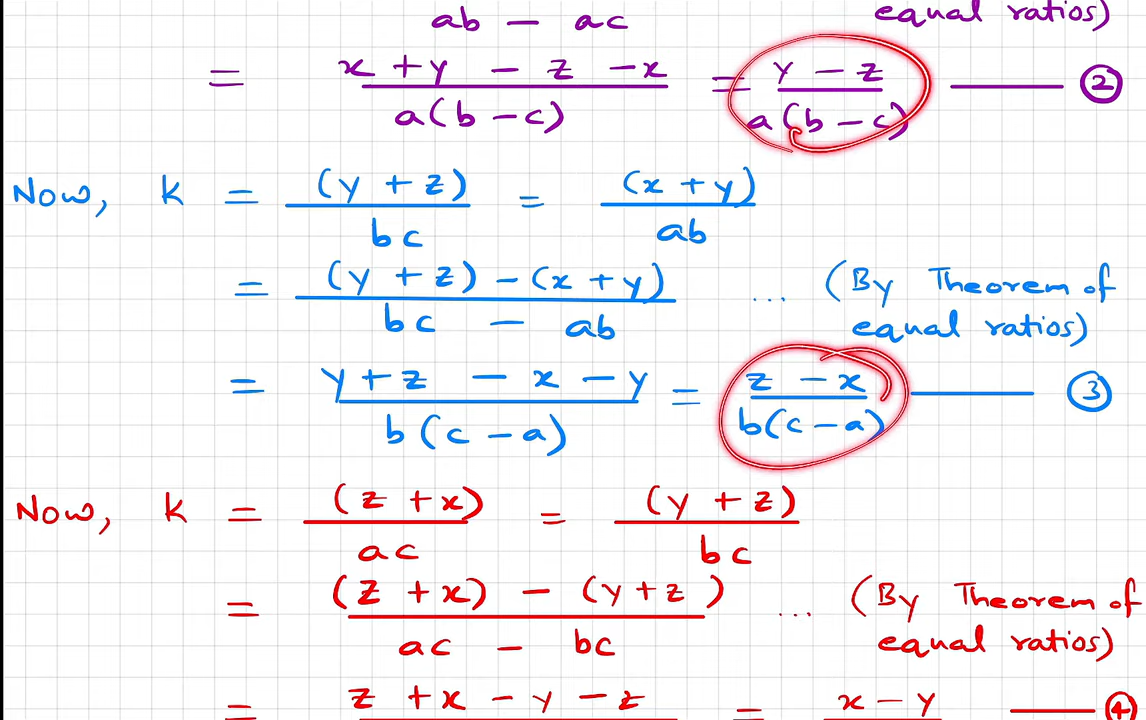 ab - ac equal ratios)
= x + y - z - x / a(b - c) = y - z / a(b - c) ——— ②
Now, k = (y + z) / bc = (x + y) / ab
= (y + z) - (x + y) / bc - ab ... (By Theorem of equal ratios)
= y + z - x - y / b(c - a) = z - x / b(c - a) ——— ③
Now, k = (z + x) / ac = (y + z) / bc
= (z + x) - (y + z) / ac - bc ... (By Theorem of equal ratios)
= z + x - y - z = x - y ——— ④